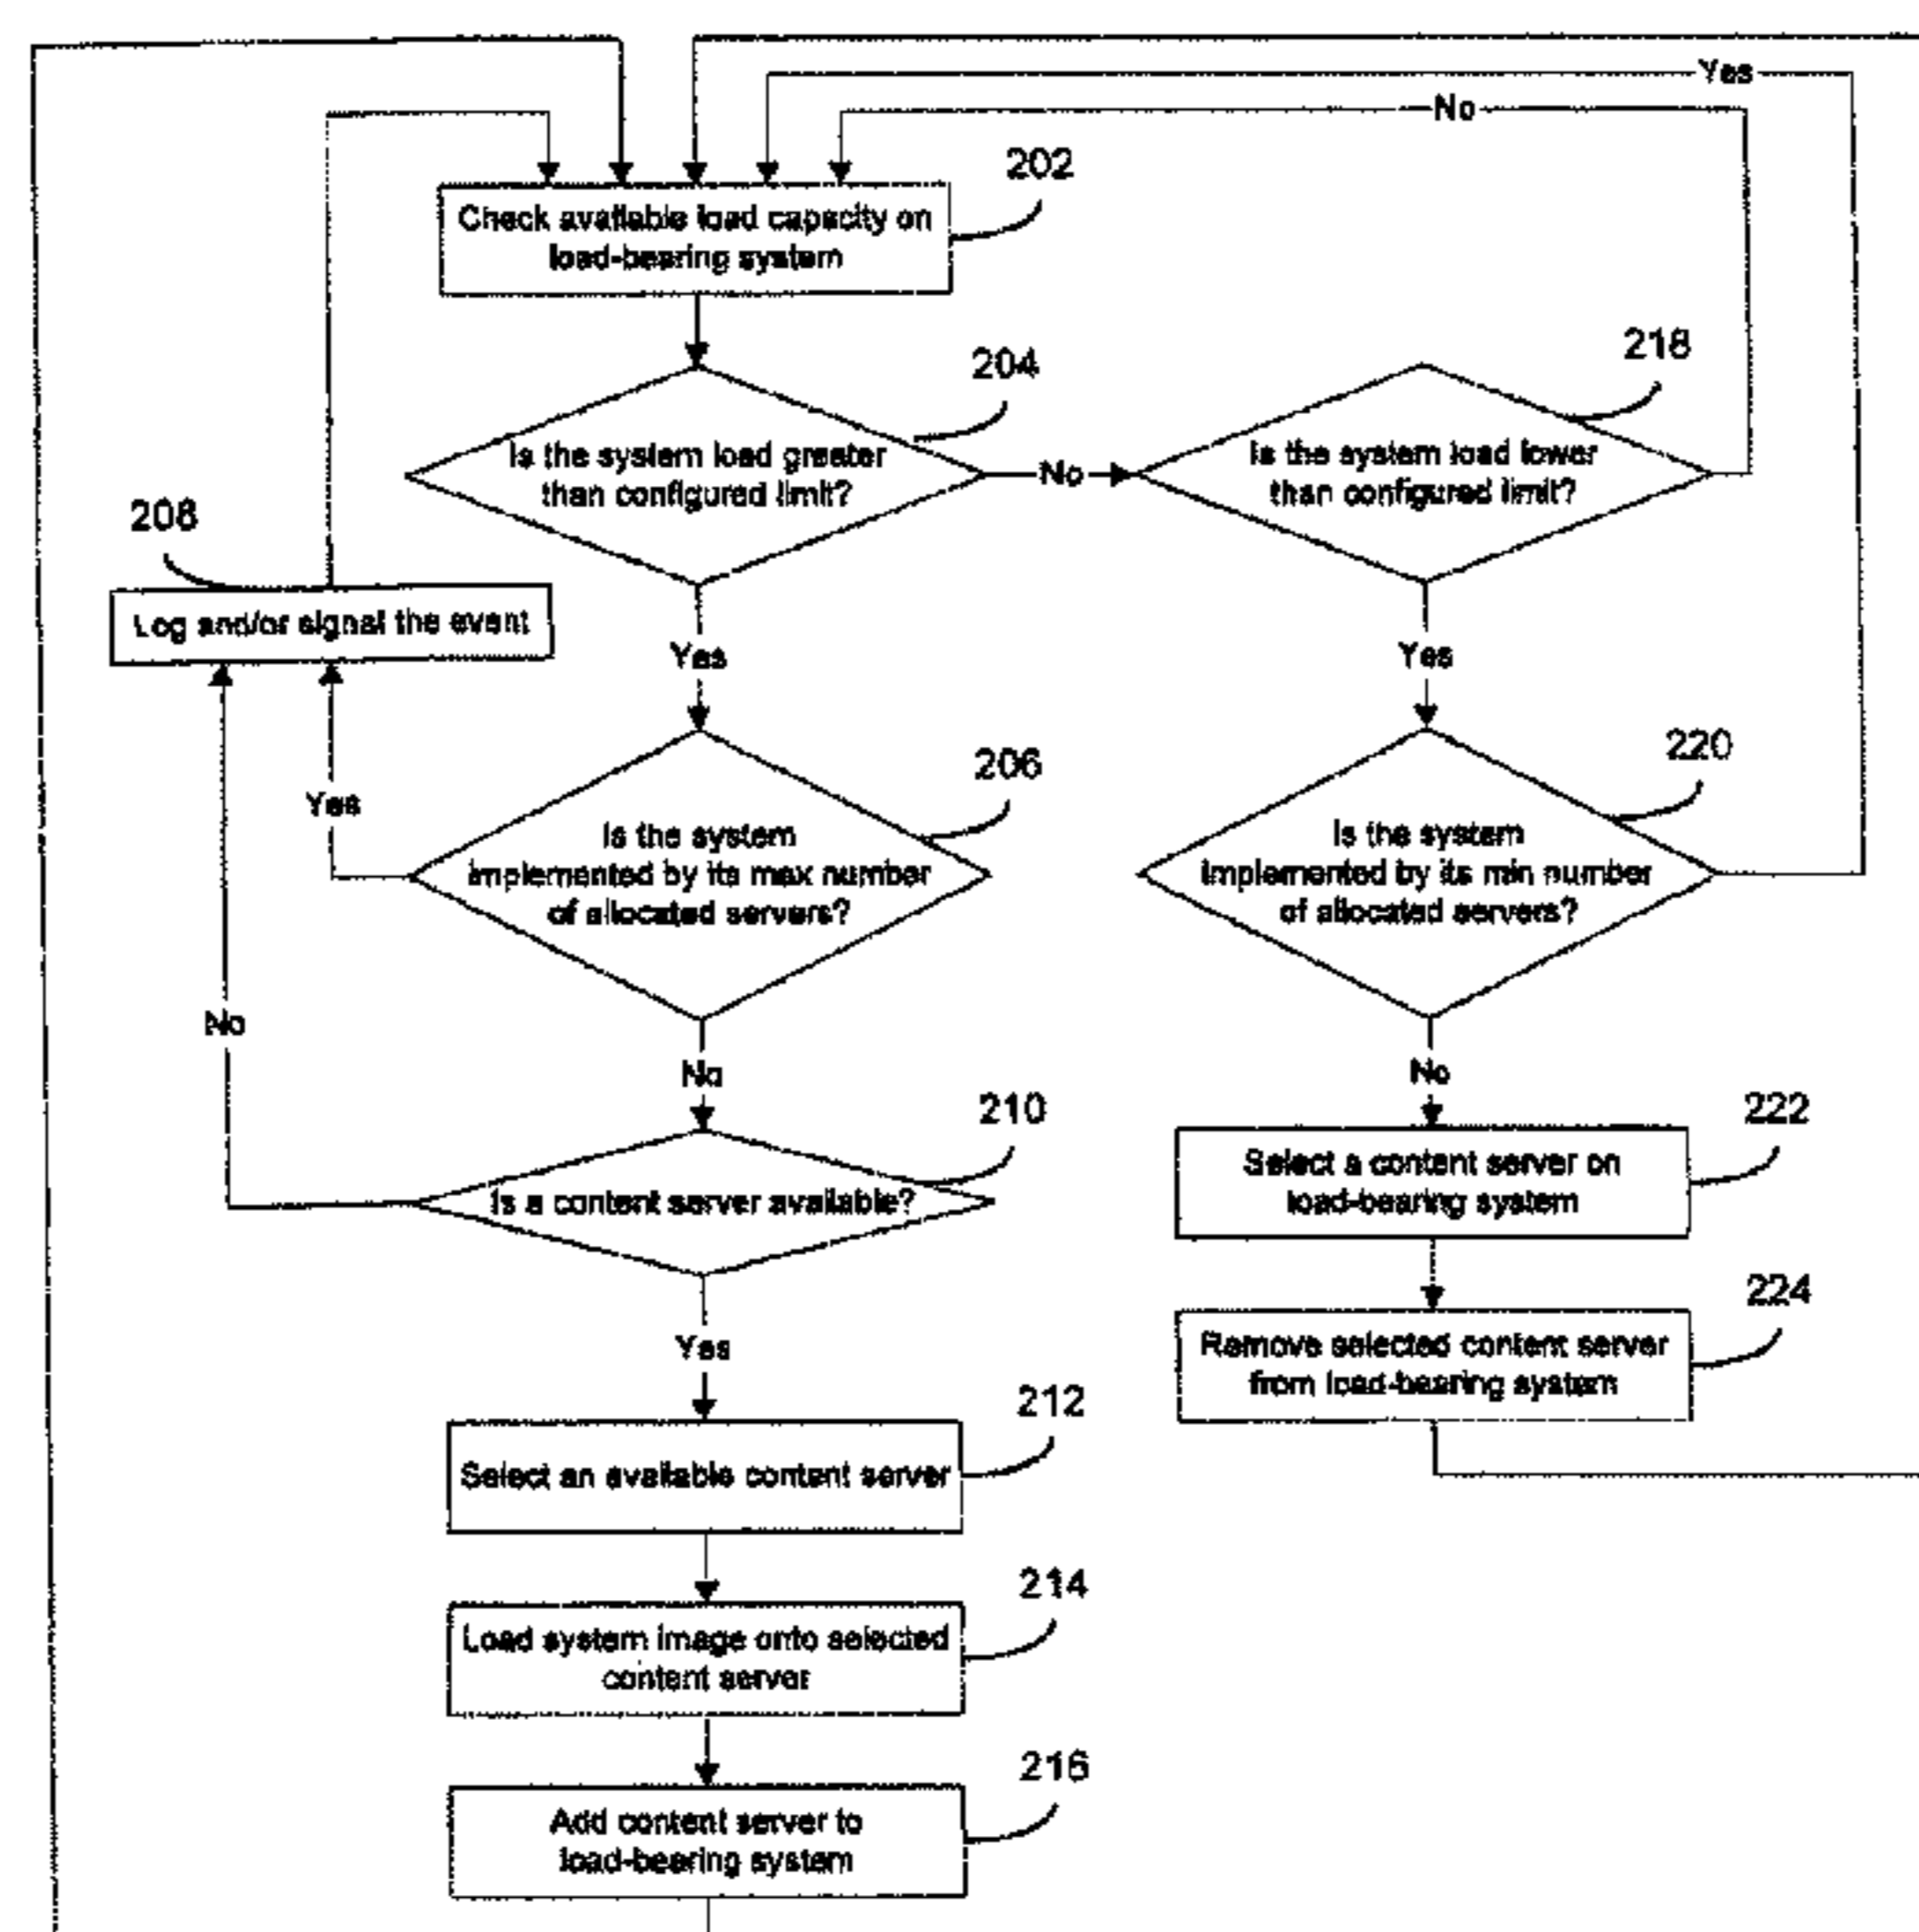 Yes
No
202
Check available load capacity on
load-bearing system
204
218
Is the system load greater
than configured limit?
No
Is the system load lower
than configured limit?
208
Log and/or signal the event
Yes
Yes
206
220
Yes
Is the system
implemented by its max number
of allocated servers?
Is the system
implemented by its min number
of allocated servers?
No
No
No
210
222
Is a content server available?
Select a content server on
load-bearing system
Yes
224
Remove selected content server
from load-bearing system
212
Select an available content server
214
Load system image onto selected
content server
216
Add content server to
load-bearing system